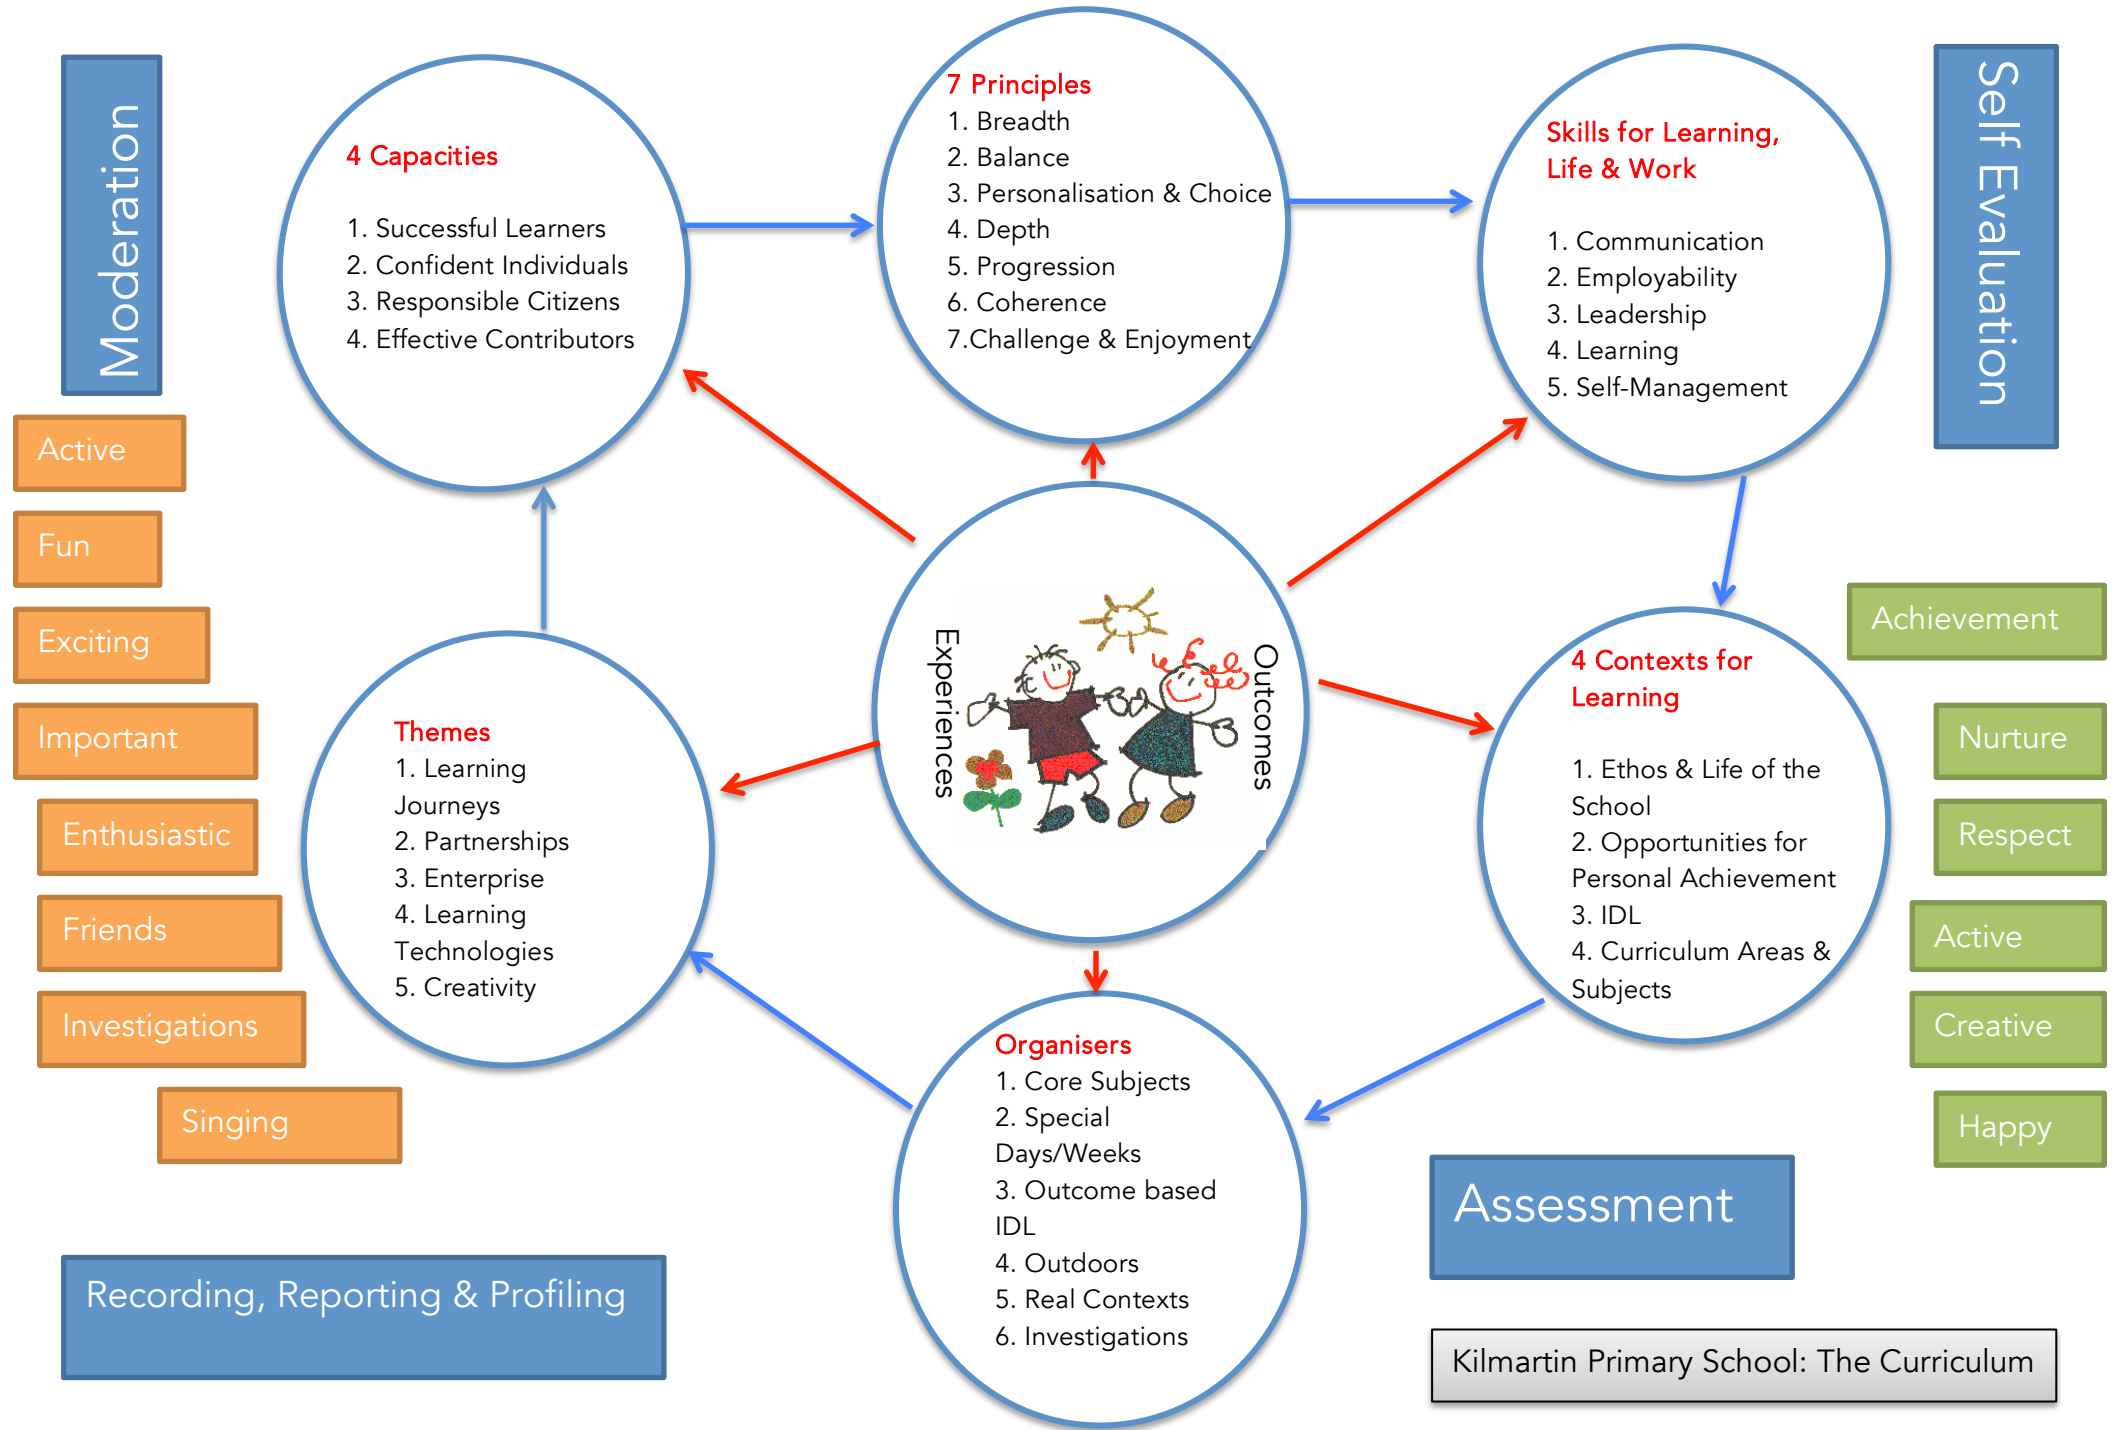 Moderation
4 Capacities
1. Successful Learners
2. Confident Individuals
3. Responsible Citizens
4. Effective Contributors
7 Principles
1. Breadth
2. Balance
3. Personalisation & Choice
4. Depth
5. Progression
6. Coherence
7.Challenge & Enjoyment
Skills for Learning,
Life & Work
1. Communication
2. Employability
3. Leadership
4. Learning
5. Self-Management
Self Evaluation
Active
Fun
Exciting
Important
Enthusiastic
Friends
Investigations
Singing
Themes
1. Learning
Journeys
2. Partnerships
3. Enterprise
4. Learning
Technologies
5. Creativity
Experiences
Outcomes
4 Contexts for
Learning
1. Ethos & Life of the
School
2. Opportunities for
Personal Achievement
3. IDL
4. Curriculum Areas &
Subjects
Achievement
Nurture
Respect
Active
Creative
Happy
Organisers
1. Core Subjects
2. Special
Days/Weeks
3. Outcome based
IDL
4. Outdoors
5. Real Contexts
6. Investigations
Assessment
Recording, Reporting & Profiling
Kilmartin Primary School: The Curriculum